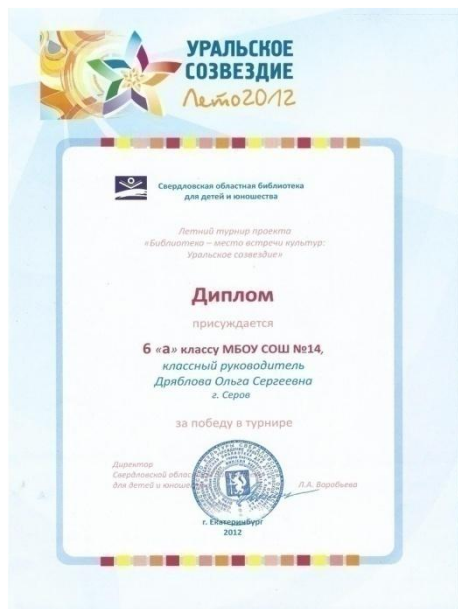 УРАЛЬСКОЕ
СОЗВЕЗДИЕ
Лето2012
Свердловская областная библиотека
для детей и юношества
Летний турнир проекта
«Библиотека – место встречи культур:
Уральское созвездие»
Диплом
присуждается
6 «а» классу МБОУ СОШ №14,
классный руководитель
Дряблова Ольга Сергеевна
г. Серов
за победу в турнире
Директор
Свердловской
для детей и
Л.А. Воробьева
г. Екатеринбург
2012